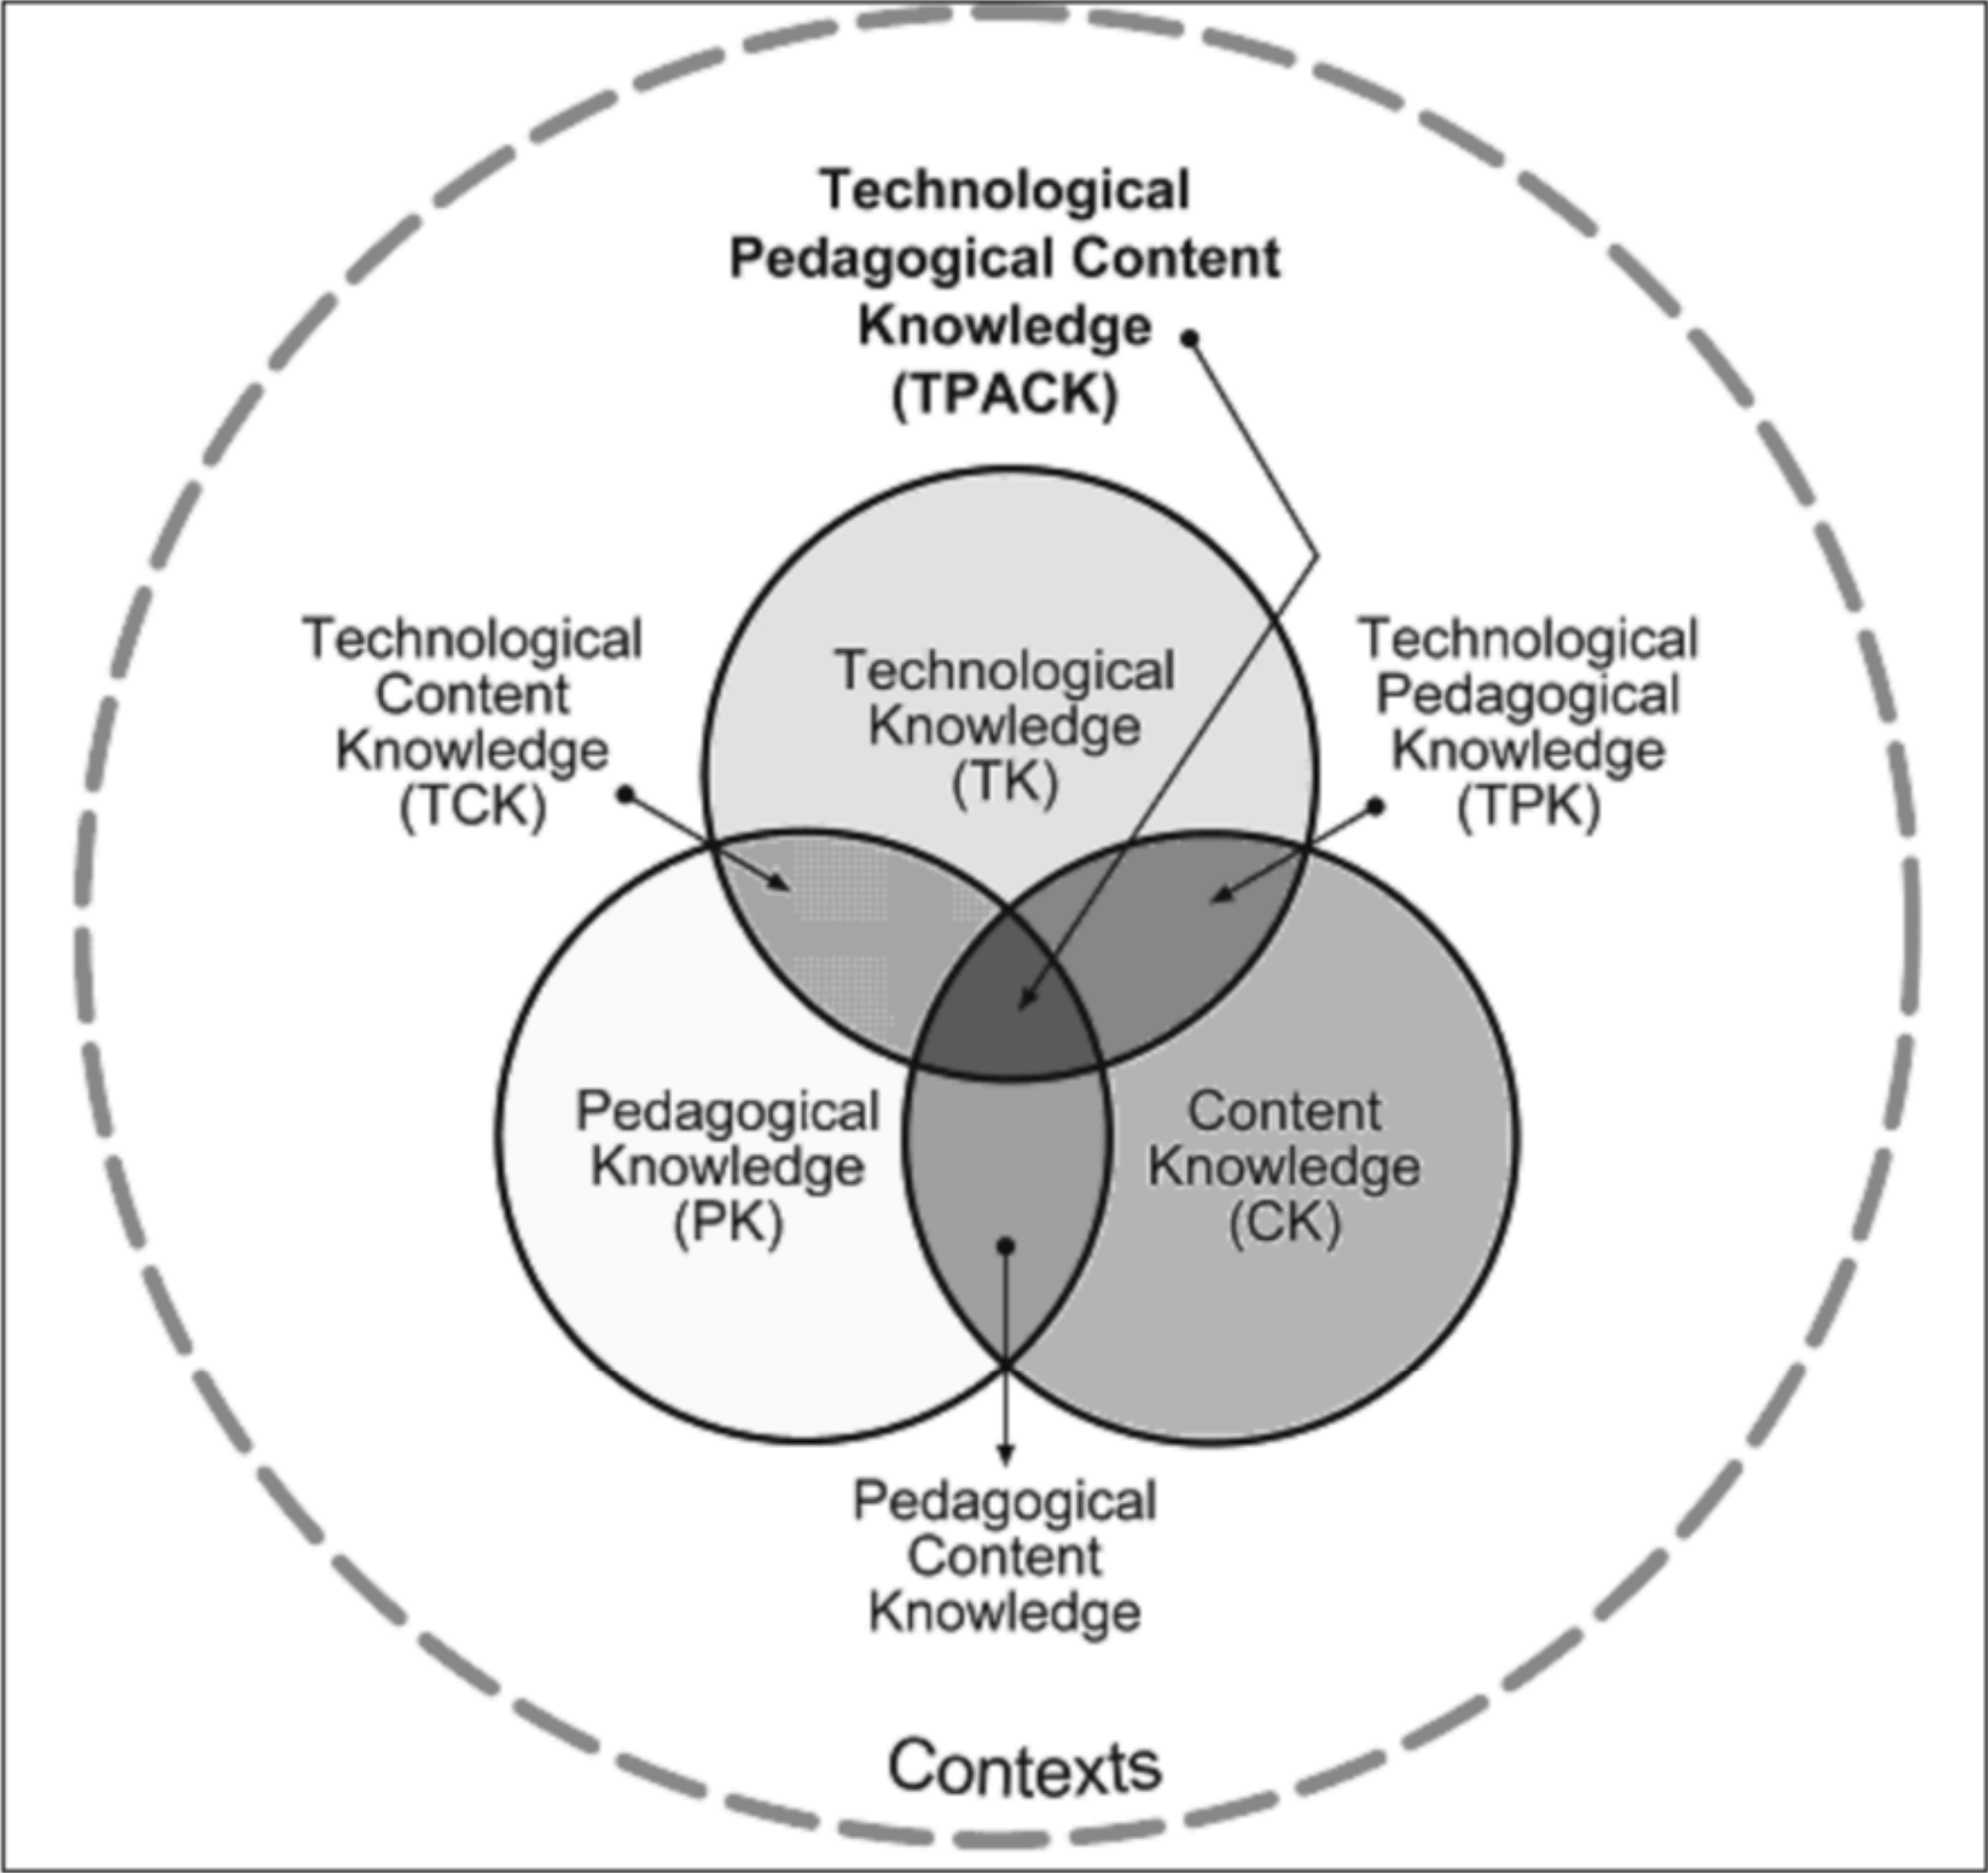 Technological
Pedagogical Content
Knowledge
(TPACK)
Technological
Content
Knowledge
(TCK)
Technological
Knowledge
(TK)
Technological
Pedagogical
Knowledge
(TPK)
Pedagogical
Knowledge
(PK)
Content
Knowledge
(CK)
Pedagogical
Content
Knowledge
Contexts